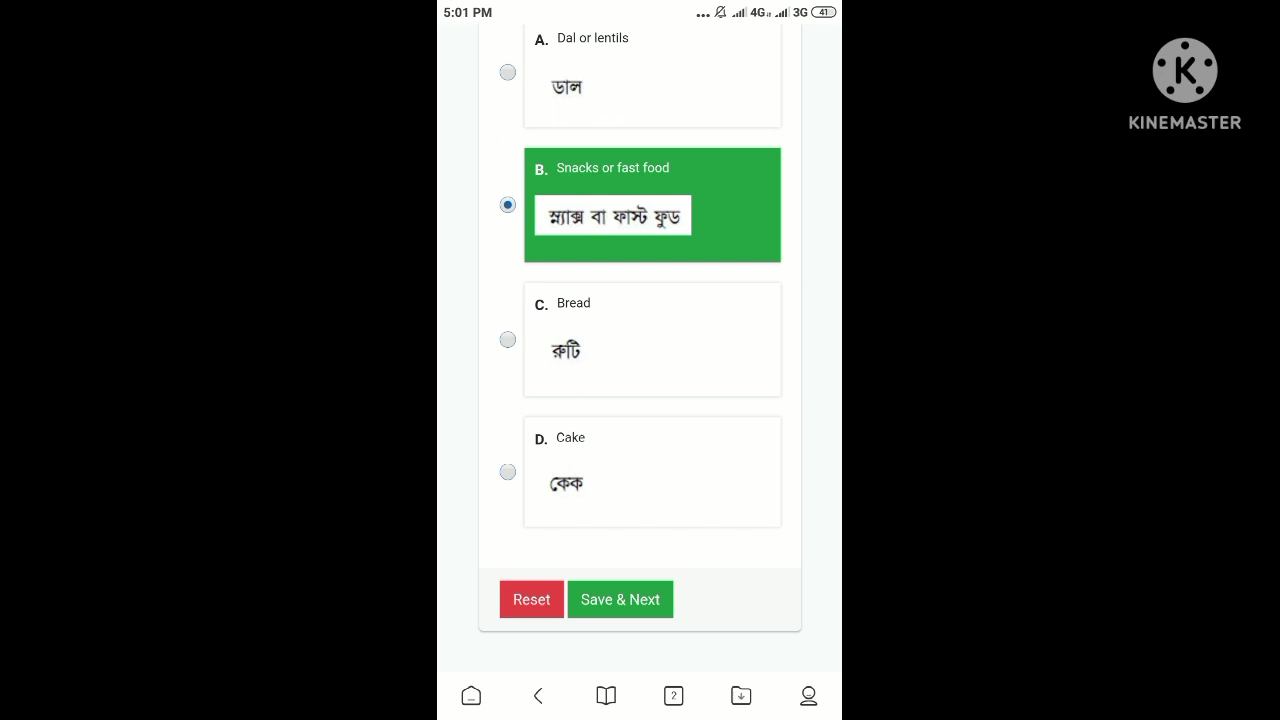 5:01 PM
4G 3G 41
A. Dal or lentils
ডাল
B. Snacks or fast food
স্ন্যাক্স বা ফাস্ট ফুড
C. Bread
রুটি
D. Cake
কেক
Reset Save & Next
2
K
KINEMASTER